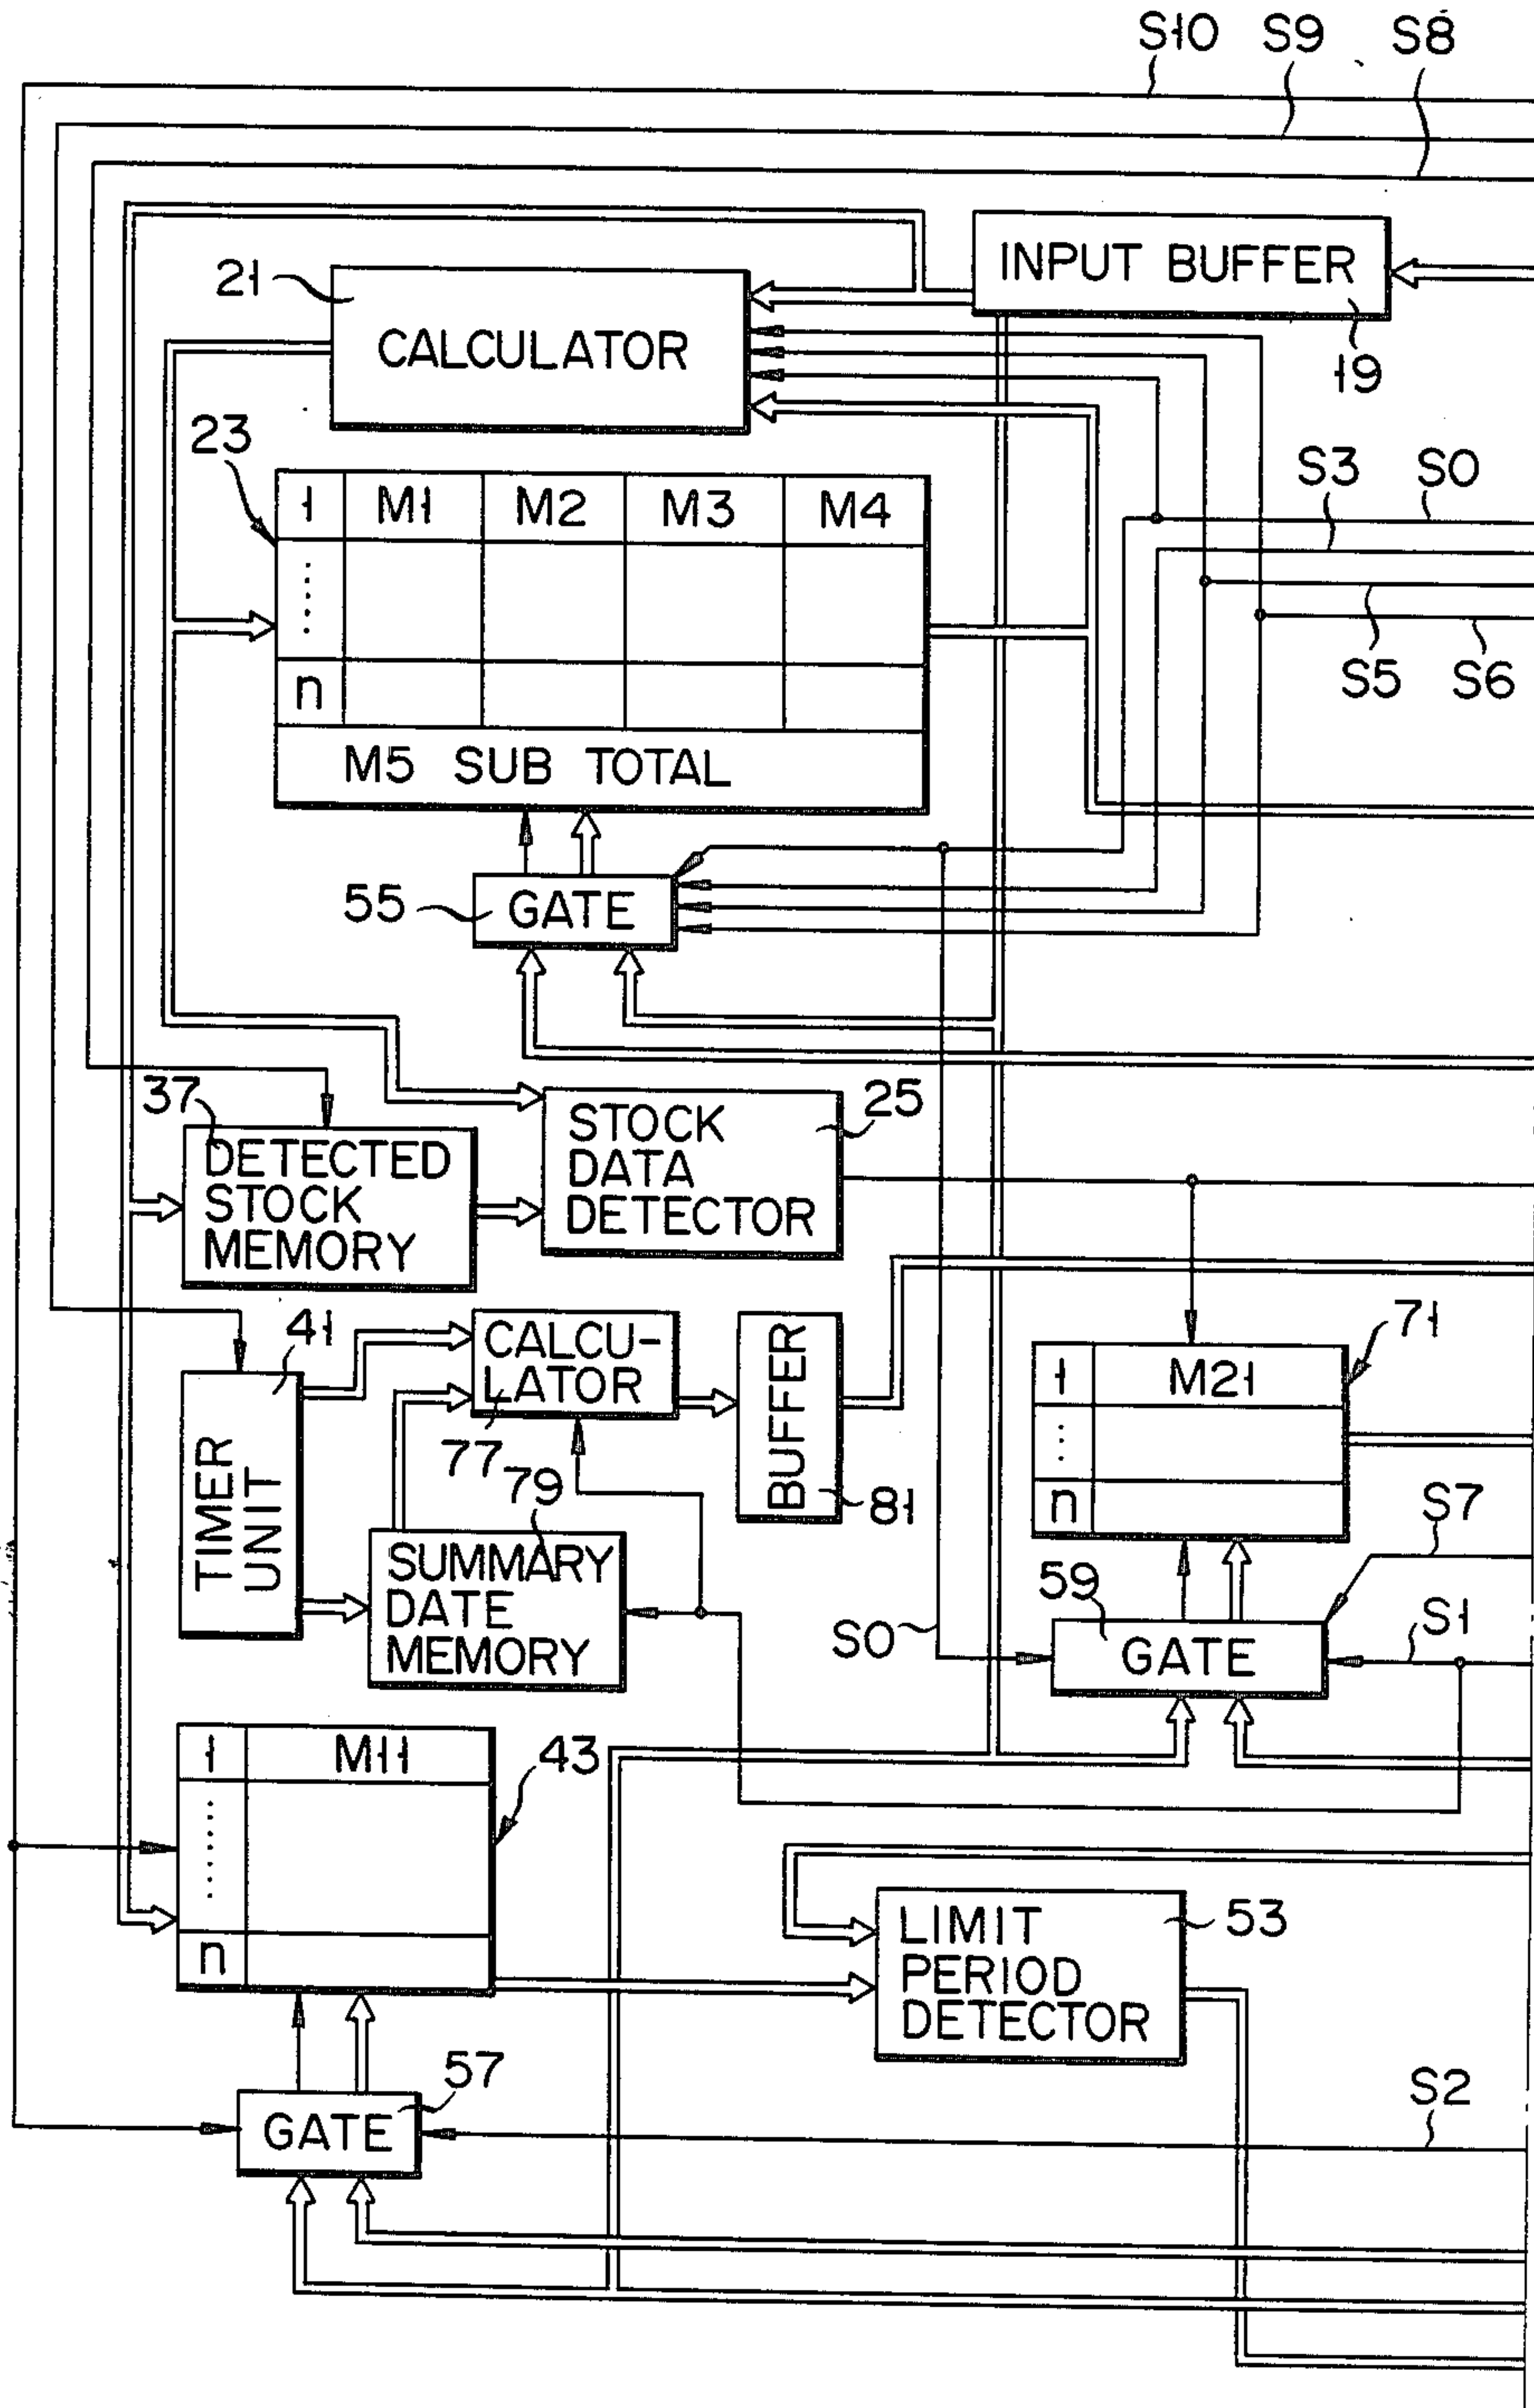 S10 S9 S8
INPUT BUFFER
19
21
CALCULATOR
23
1 M1 M2 M3 M4
n
M5 SUB TOTAL
S3 S0
S5 S6
55
GATE
37
DETECTED
STOCK
MEMORY
25
STOCK
DATA
DETECTOR
41
TIMER
UNIT
CALCU-
LATOR
77
BUFFER
81
79
SUMMARY
DATE
MEMORY
71
1 M21
n
S7
59
GATE
S0
S1
1 M11
n
43
LIMIT
PERIOD
DETECTOR
53
57
GATE
S2